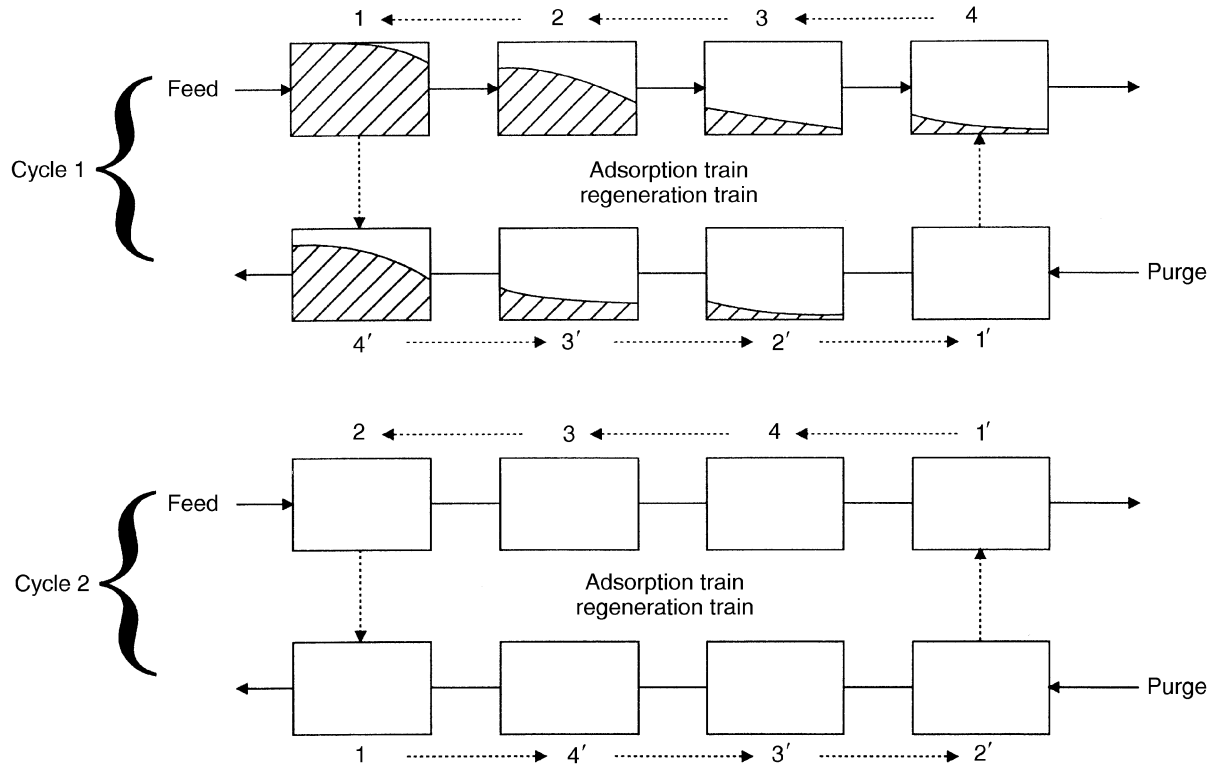 1 2 3 4
Feed
Cycle 1
Adsorption train
regeneration train
Purge
4′ 3′ 2′ 1′
2 3 4 1′
Feed
Cycle 2
Adsorption train
regeneration train
Purge
1 4′ 3′ 2′